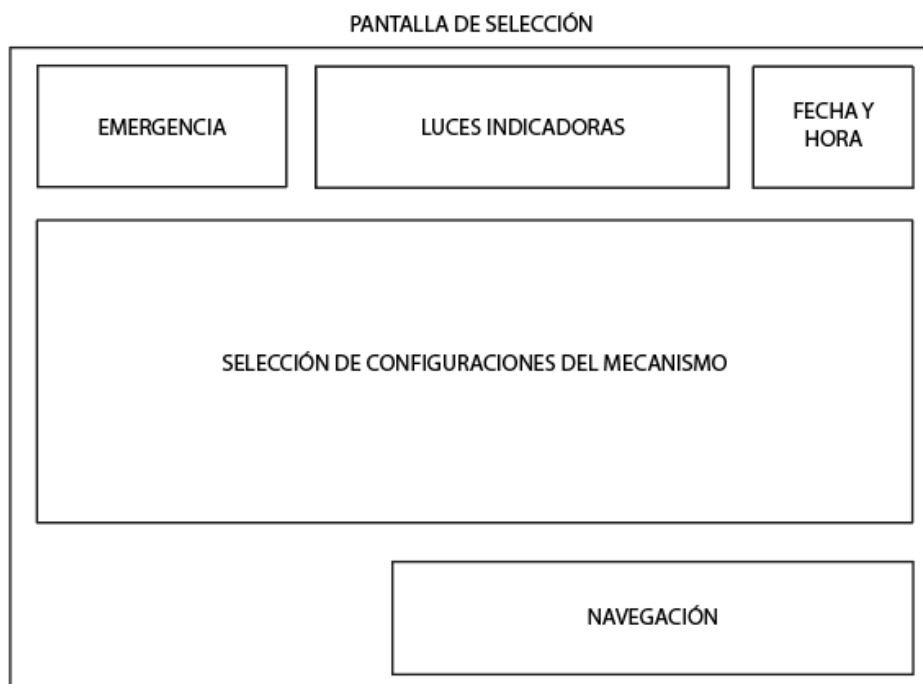 PANTALLA DE SELECCIÓN
EMERGENCIA
LUCES INDICADORAS
FECHA Y
HORA
SELECCIÓN DE CONFIGURACIONES DEL MECANISMO
NAVEGACIÓN